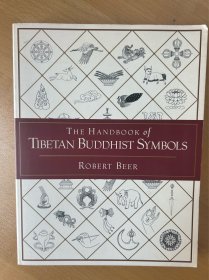 THE HANDBOOK of
TIBETAN BUDDHIST SYMBOLS
ROBERT BEER